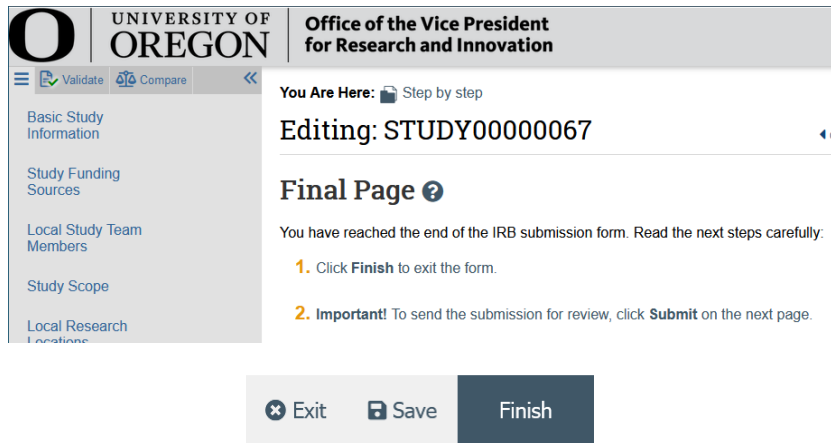 UNIVERSITY OF
OREGON
Office of the Vice President
for Research and Innovation
Validate Compare
You Are Here: Step by step
Basic Study
Information
Editing: STUDY00000067
Study Funding
Sources
Final Page
Local Study Team
Members
You have reached the end of the IRB submission form. Read the next steps carefully:
1. Click Finish to exit the form.
Study Scope
2. Important! To send the submission for review, click Submit on the next page.
Local Research
Locations
Exit Save Finish